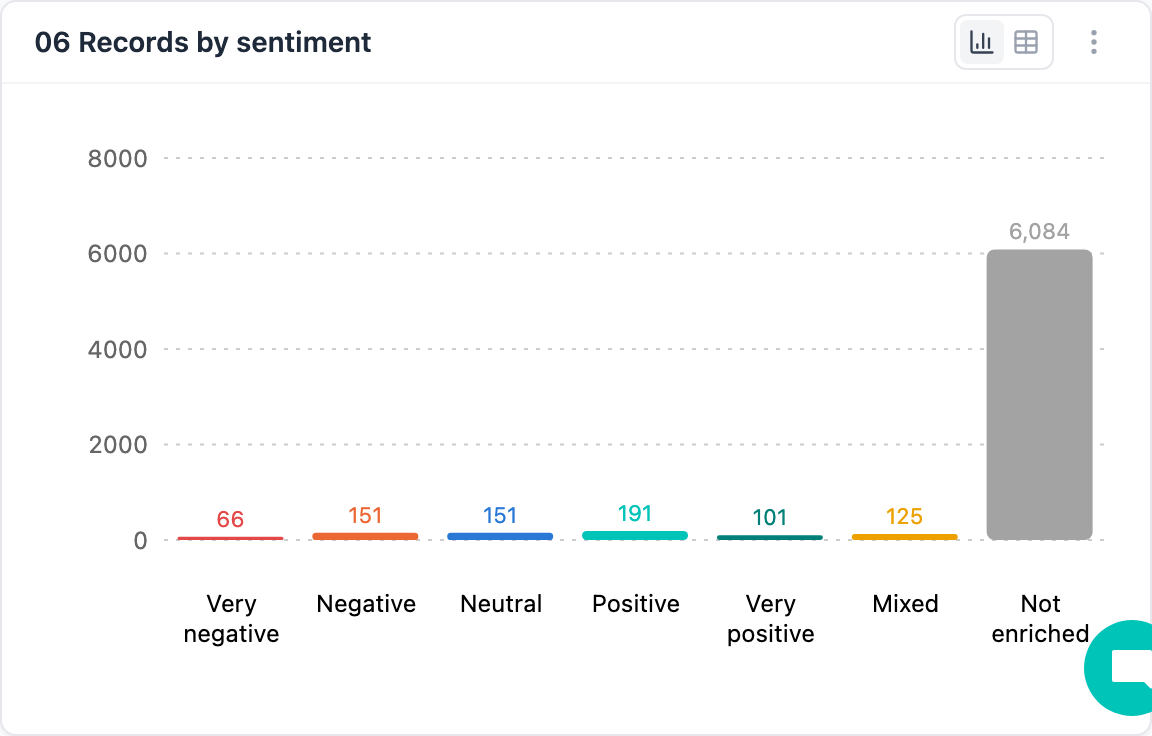 06 Records by sentiment
8000
6000
4000
2000
0
6,084
66
151
151
191
101
125
Very
negative
Negative
Neutral
Positive
Very
positive
Mixed
Not
enriched